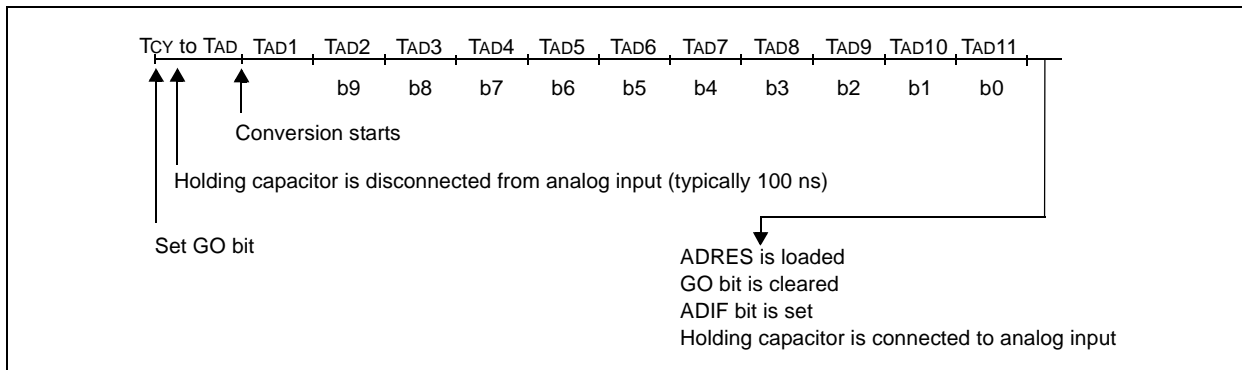 TCY to TAD TAD1 TAD2 TAD3 TAD4 TAD5 TAD6 TAD7 TAD8 TAD9 TAD10 TAD11
b9 b8 b7 b6 b5 b4 b3 b2 b1 b0
Conversion starts
Holding capacitor is disconnected from analog input (typically 100 ns)
Set GO bit
ADRES is loaded
GO bit is cleared
ADIF bit is set
Holding capacitor is connected to analog input